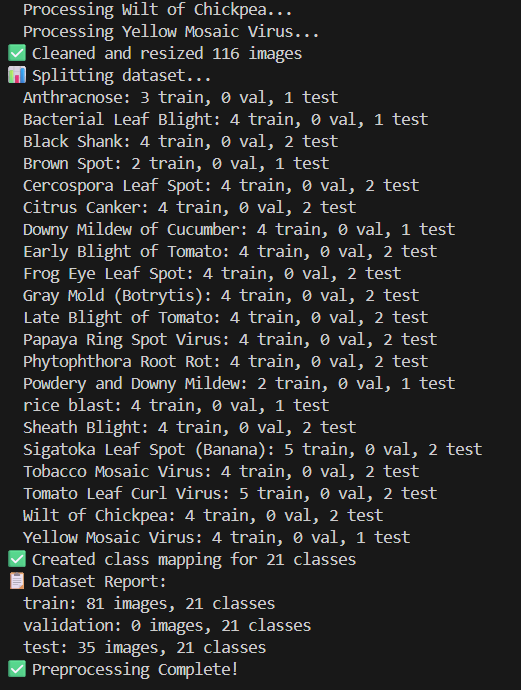 Processing Wilt of Chickpea...
Processing Yellow Mosaic Virus...
✅ Cleaned and resized 116 images
📊 Splitting dataset...
Anthracnose: 3 train, 0 val, 1 test
Bacterial Leaf Blight: 4 train, 0 val, 1 test
Black Shank: 4 train, 0 val, 2 test
Brown Spot: 2 train, 0 val, 1 test
Cercospora Leaf Spot: 4 train, 0 val, 2 test
Citrus Canker: 4 train, 0 val, 2 test
Downy Mildew of Cucumber: 4 train, 0 val, 1 test
Early Blight of Tomato: 4 train, 0 val, 2 test
Frog Eye Leaf Spot: 4 train, 0 val, 2 test
Gray Mold (Botrytis): 4 train, 0 val, 2 test
Late Blight of Tomato: 4 train, 0 val, 2 test
Papaya Ring Spot Virus: 4 train, 0 val, 2 test
Phytophthora Root Rot: 4 train, 0 val, 2 test
Powdery and Downy Mildew: 2 train, 0 val, 1 test
rice blast: 4 train, 0 val, 1 test
Sheath Blight: 4 train, 0 val, 2 test
Sigatoka Leaf Spot (Banana): 5 train, 0 val, 2 test
Tobacco Mosaic Virus: 4 train, 0 val, 2 test
Tomato Leaf Curl Virus: 5 train, 0 val, 2 test
Wilt of Chickpea: 4 train, 0 val, 2 test
Yellow Mosaic Virus: 4 train, 0 val, 1 test
✅ Created class mapping for 21 classes
📋 Dataset Report:
train: 81 images, 21 classes
validation: 0 images, 21 classes
test: 35 images, 21 classes
✅ Preprocessing Complete!